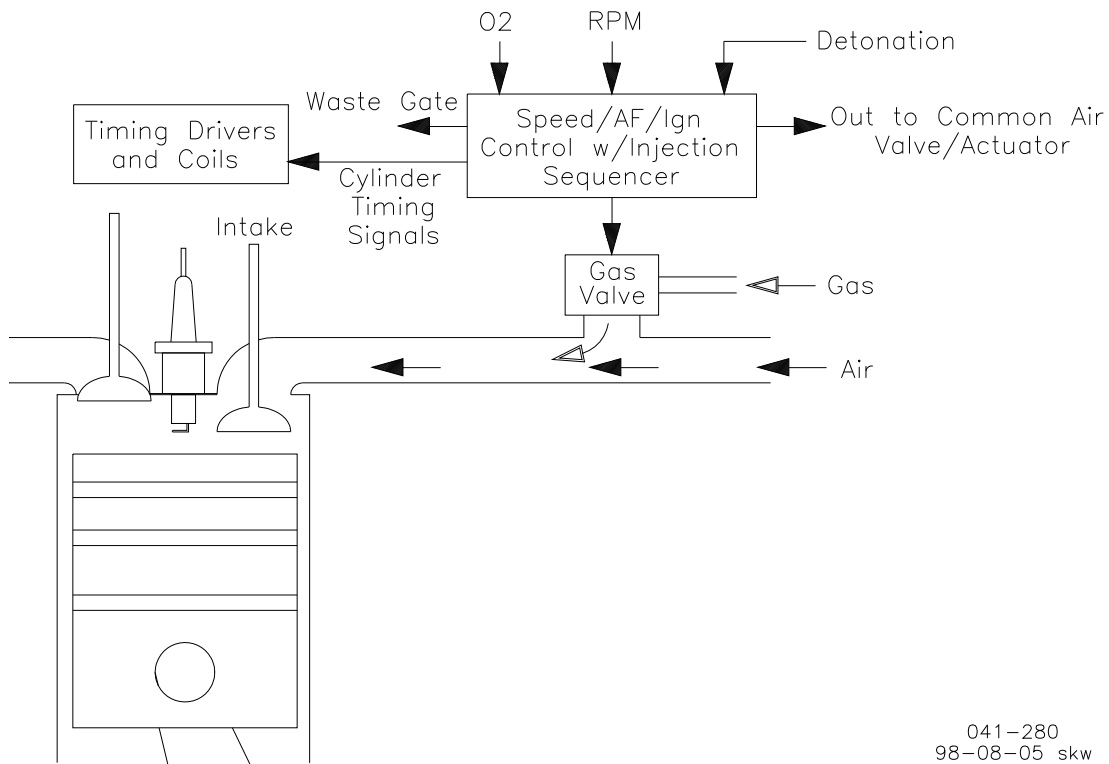 O2
RPM
Detonation
Waste Gate
Speed/AF/Ign
Control w/Injection
Sequencer
Out to Common Air
Valve/Actuator
Timing Drivers
and Coils
Cylinder
Timing
Signals
Intake
Gas
Valve
Gas
Air
041-280
98-08-05 skw